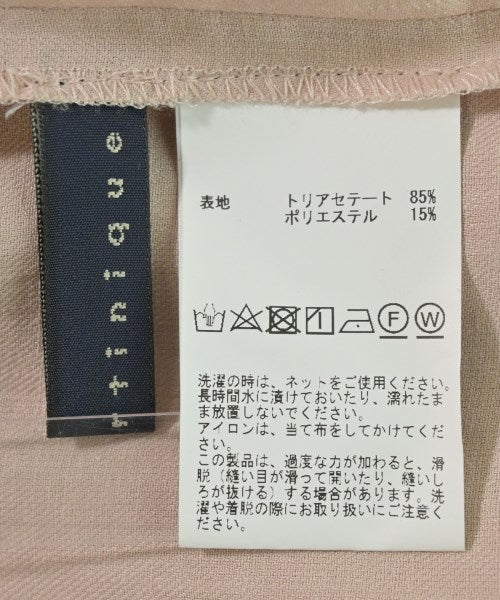 rtinique
表地 トリアセテート 85%
ポリエステル 15%
F W
洗濯の時は、ネットをご使用ください。
長時間水に漬けておいたり、濡れたま
ま放置しないでください。
アイロンは、当て布をしてかけてくだ
さい。
この製品は、過度な力が加わると、滑
脱（縫い目が滑って開いたり、縫いし
ろが抜ける）する場合があります。洗
濯や着脱の際にお取り扱いにご注意く
ださい。